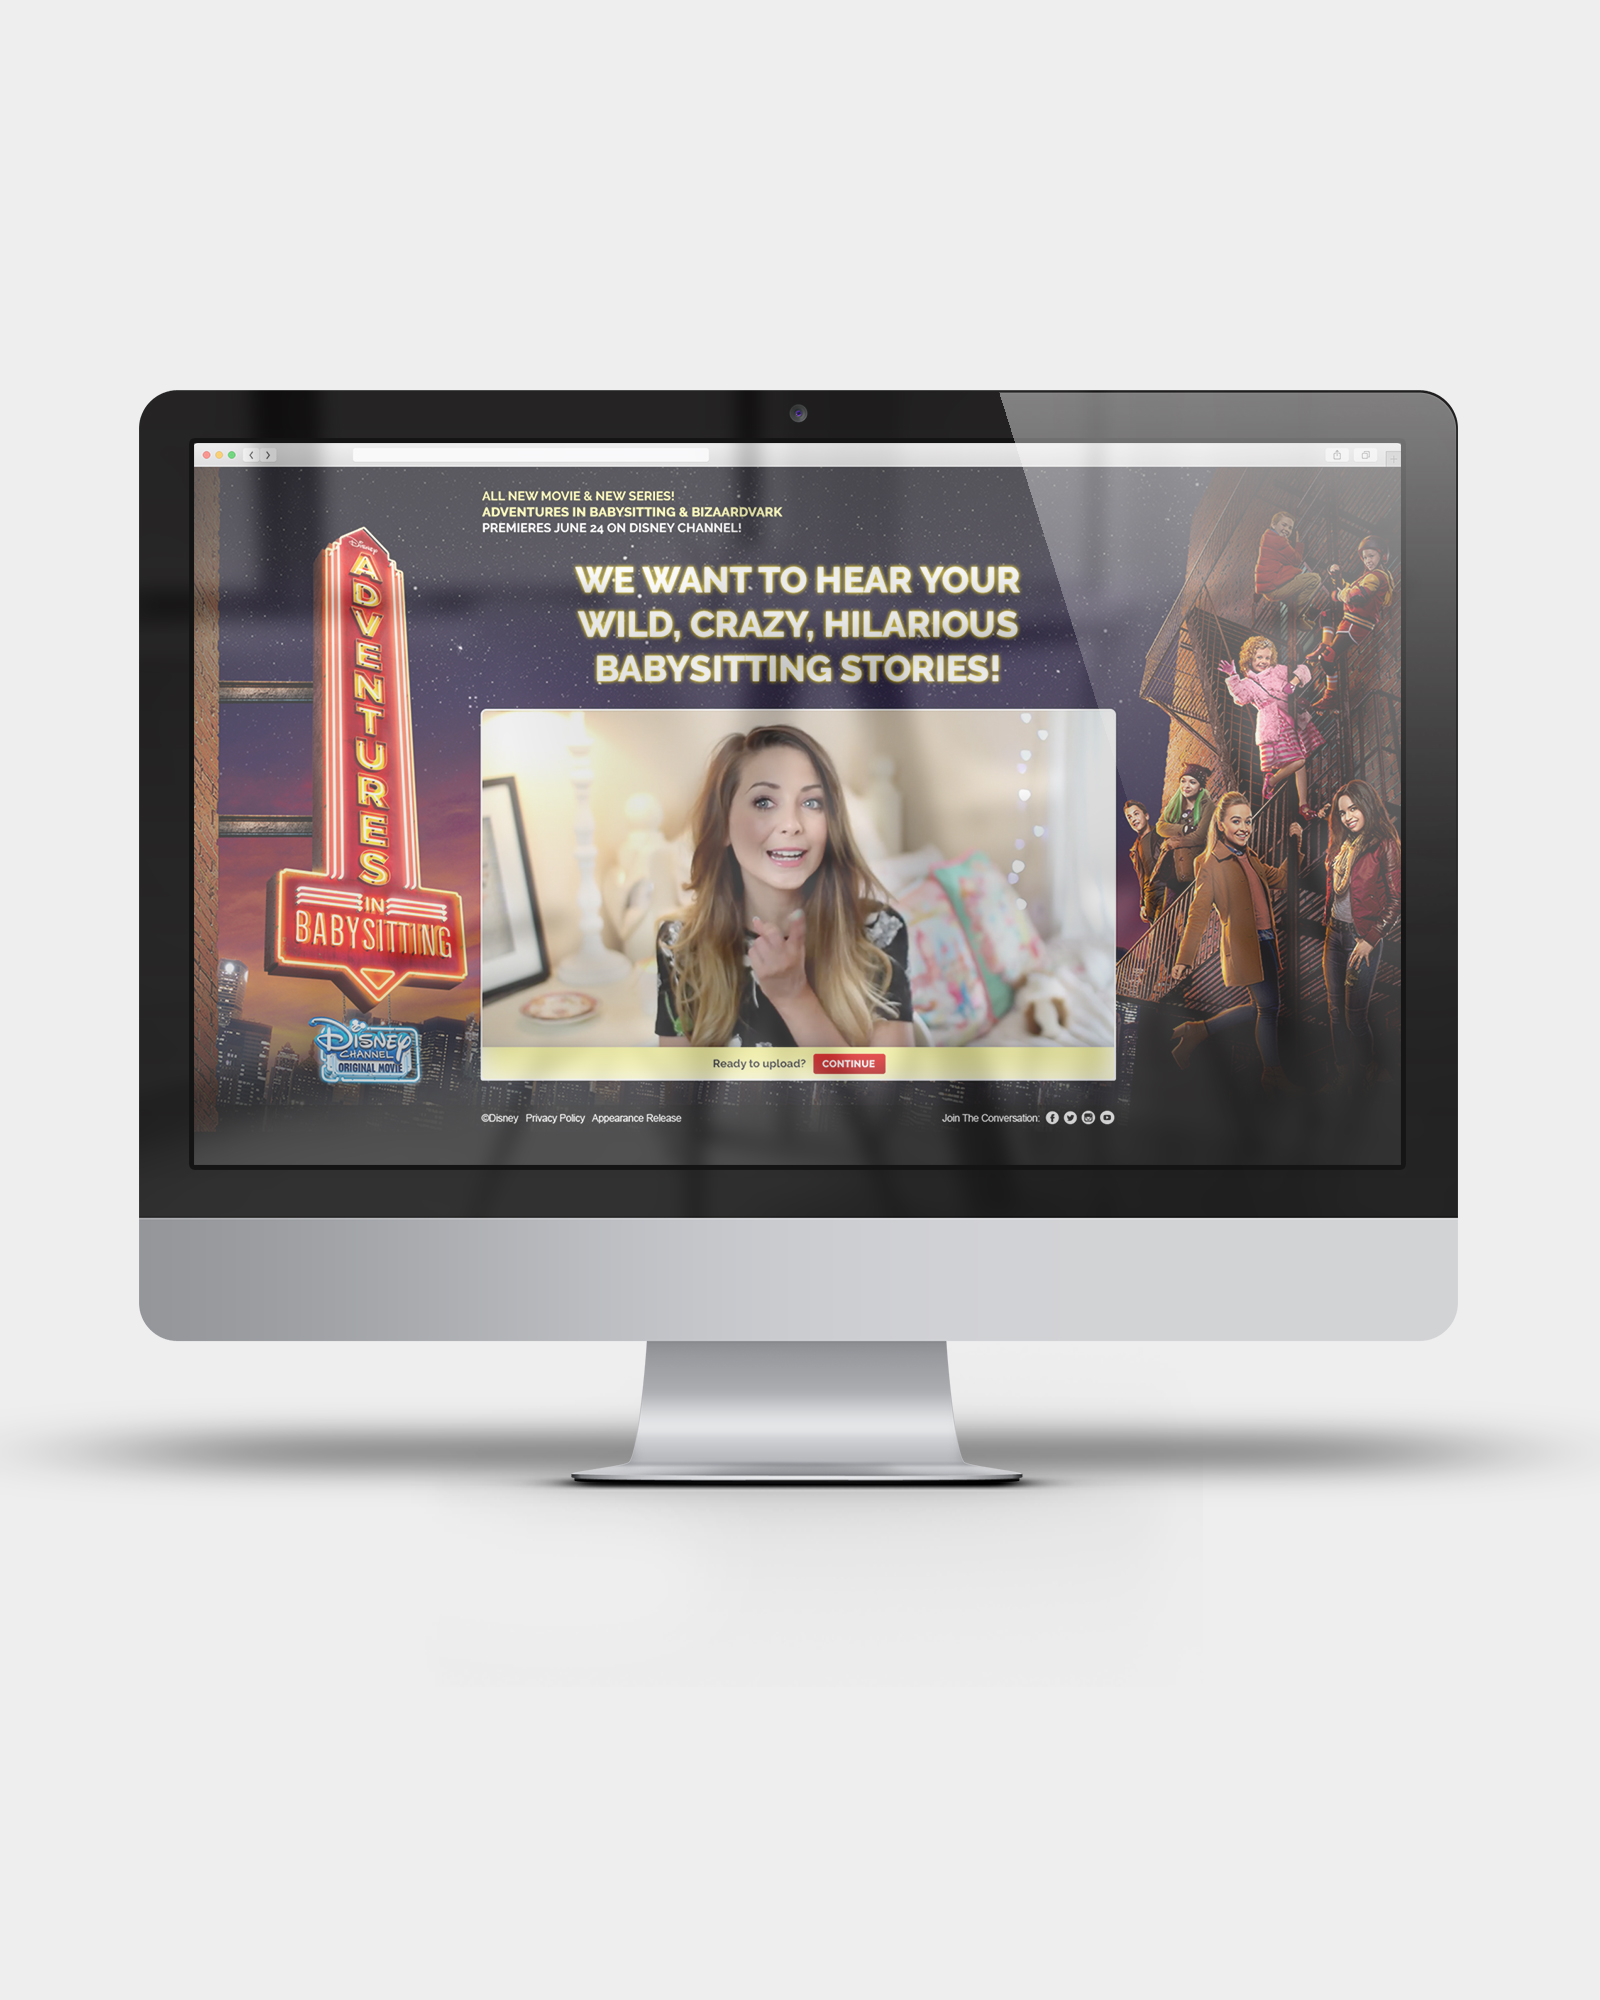 ALL NEW MOVIE & NEW SERIES!
ADVENTURES IN BABYSITTING & BIZAARDVARK
PREMIERES JUNE 24 ON DISNEY CHANNEL!
WE WANT TO HEAR YOUR
WILD, CRAZY, HILARIOUS
BABYSITTING STORIES!
Disney
ADVENTURES
IN
BABYSITTING
DISNEY
CHANNEL
ORIGINAL MOVIE
Ready to upload? CONTINUE
©Disney Privacy Policy Appearance Release
Join The Conversation: